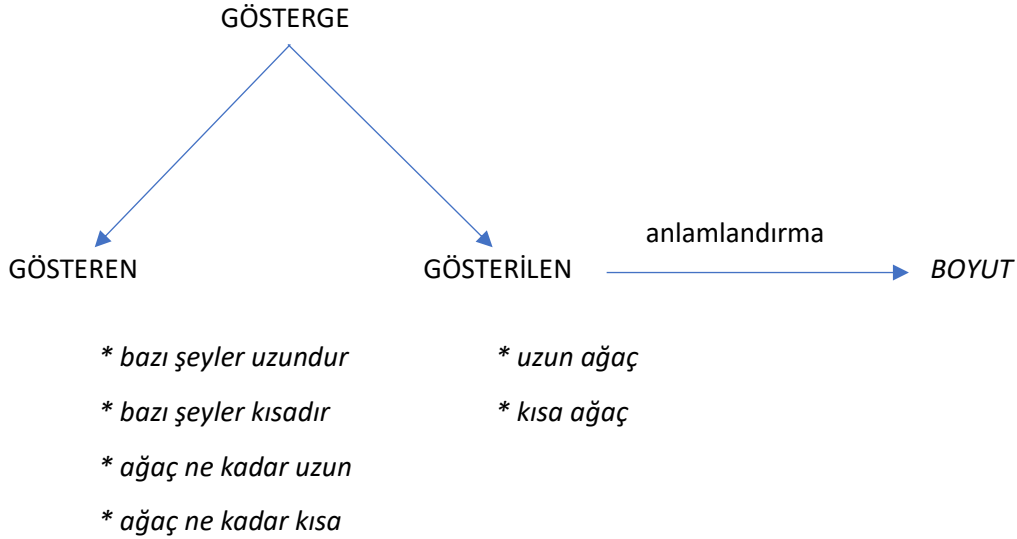 GÖSTERGE
anlamlandırma
GÖSTEREN GÖSTERİLEN BOYUT
* bazı şeyler uzundur * uzun ağaç
* bazı şeyler kısadır * kısa ağaç
* ağaç ne kadar uzun
* ağaç ne kadar kısa